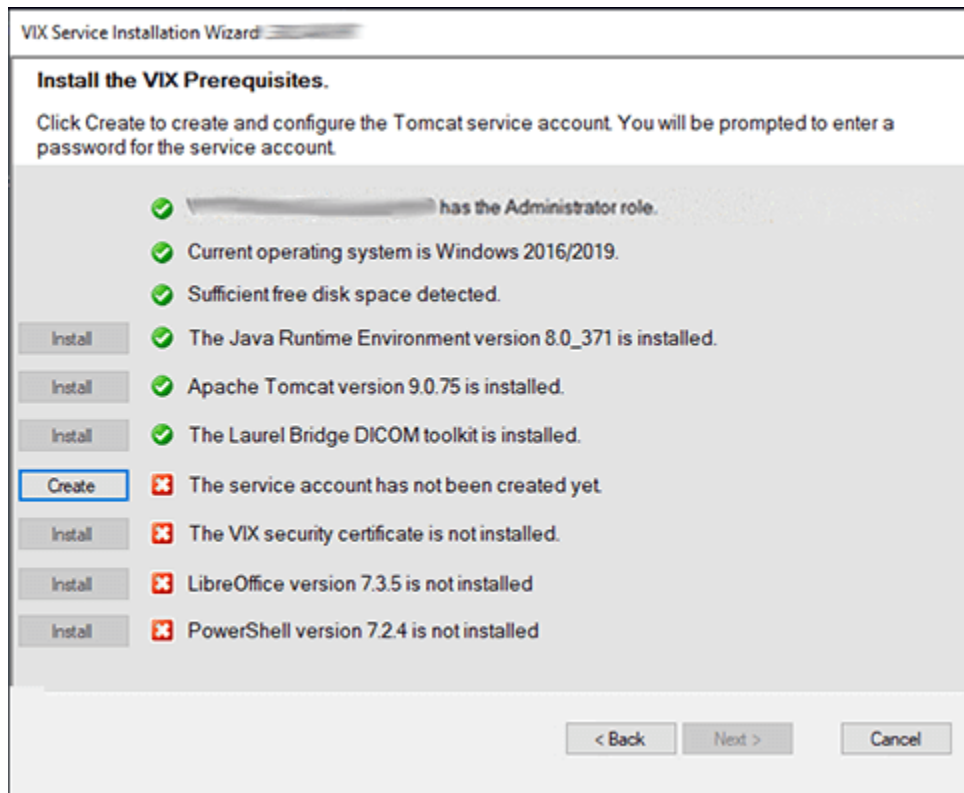 VIX Service Installation Wizard
Install the VIX Prerequisites.
Click Create to create and configure the Tomcat service account. You will be prompted to enter a
password for the service account.
has the Administrator role.
Current operating system is Windows 2016/2019.
Sufficient free disk space detected.
Install The Java Runtime Environment version 8.0_371 is installed.
Install Apache Tomcat version 9.0.75 is installed.
Install The Laurel Bridge DICOM toolkit is installed.
Create The service account has not been created yet.
Install The VIX security certificate is not installed.
Install LibreOffice version 7.3.5 is not installed
Install PowerShell version 7.2.4 is not installed
< Back Next > Cancel